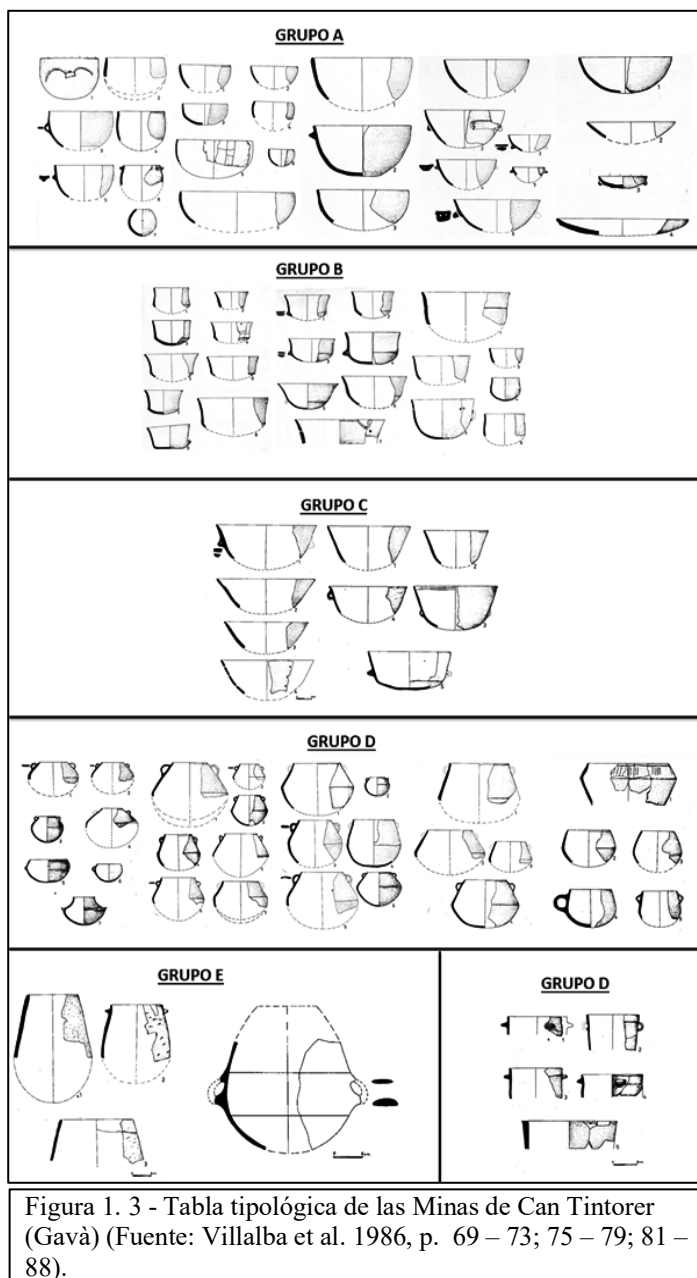 GRUPO A
GRUPO B
GRUPO C
GRUPO D
GRUPO E
GRUPO D
Figura 1. 3 - Tabla tipológica de las Minas de Can Tintorer
(Gavà) (Fuente: Villalba et al. 1986, p. 69 – 73; 75 – 79; 81 –
88).